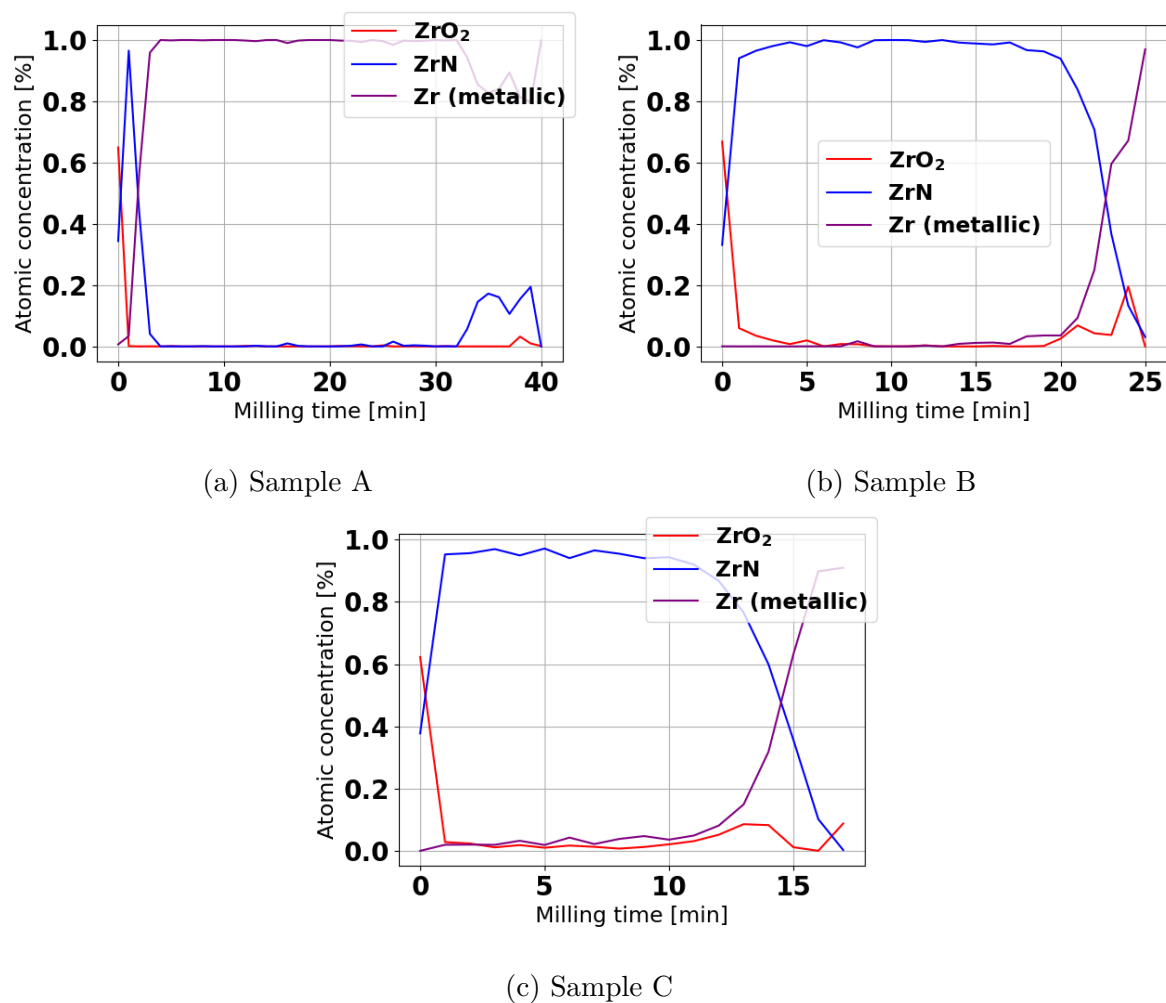 ZrO₂
ZrN
Zr (metallic)
Atomic concentration [%]
1.0
0.8
0.6
0.4
0.2
0.0
0 10 20 30 40
Milling time [min]
(a) Sample A
ZrO₂
ZrN
Zr (metallic)
Atomic concentration [%]
1.0
0.8
0.6
0.4
0.2
0.0
0 5 10 15 20 25
Milling time [min]
(b) Sample B
ZrO₂
ZrN
Zr (metallic)
Atomic concentration [%]
1.0
0.8
0.6
0.4
0.2
0.0
0 5 10 15
Milling time [min]
(c) Sample C